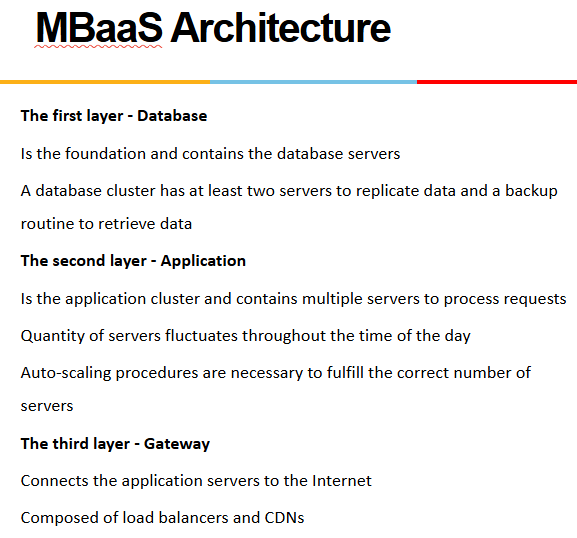 MBaaS Architecture
The first layer - Database
Is the foundation and contains the database servers
A database cluster has at least two servers to replicate data and a backup
routine to retrieve data
The second layer - Application
Is the application cluster and contains multiple servers to process requests
Quantity of servers fluctuates throughout the time of the day
Auto-scaling procedures are necessary to fulfill the correct number of
servers
The third layer - Gateway
Connects the application servers to the Internet
Composed of load balancers and CDNs